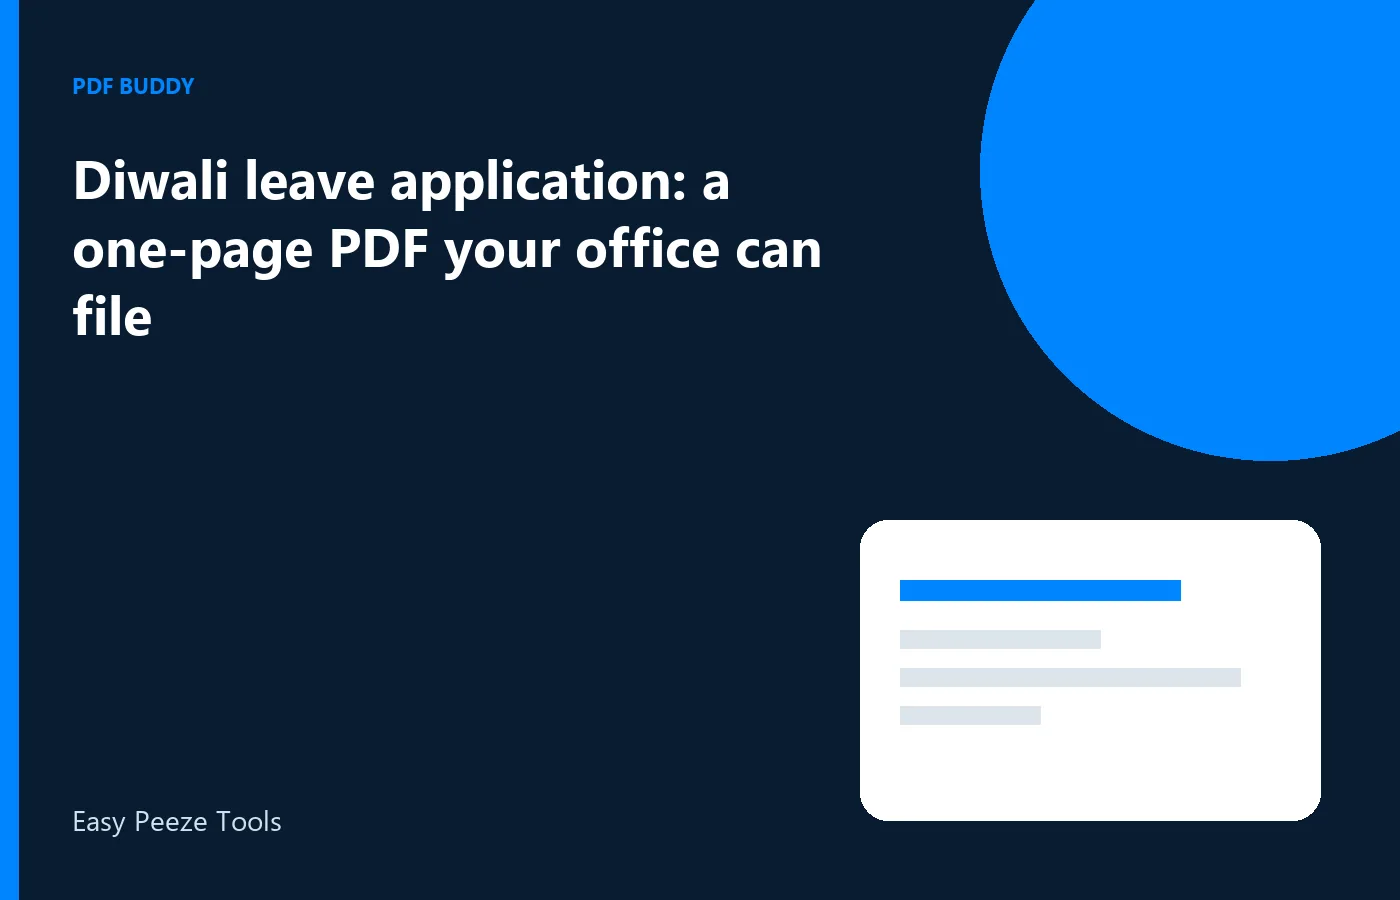 PDF BUDDY
Diwali leave application: a
one-page PDF your office can
file
Easy Peeze Tools